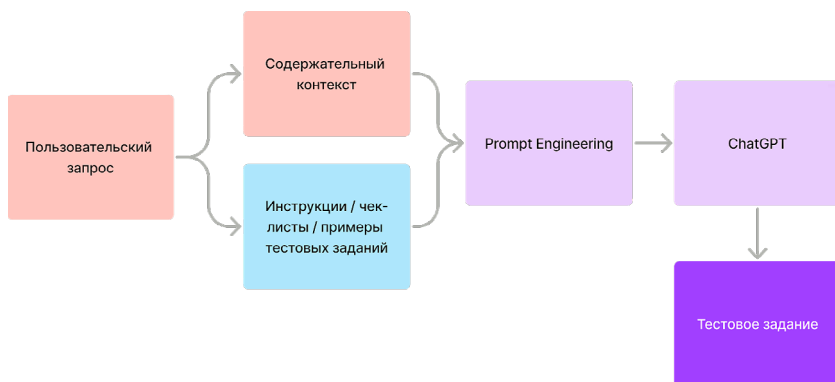 Пользовательский
запрос
Содержательный
контекст
Инструкции / чек-
листы / примеры
тестовых заданий
Prompt Engineering
ChatGPT
Тестовое задание